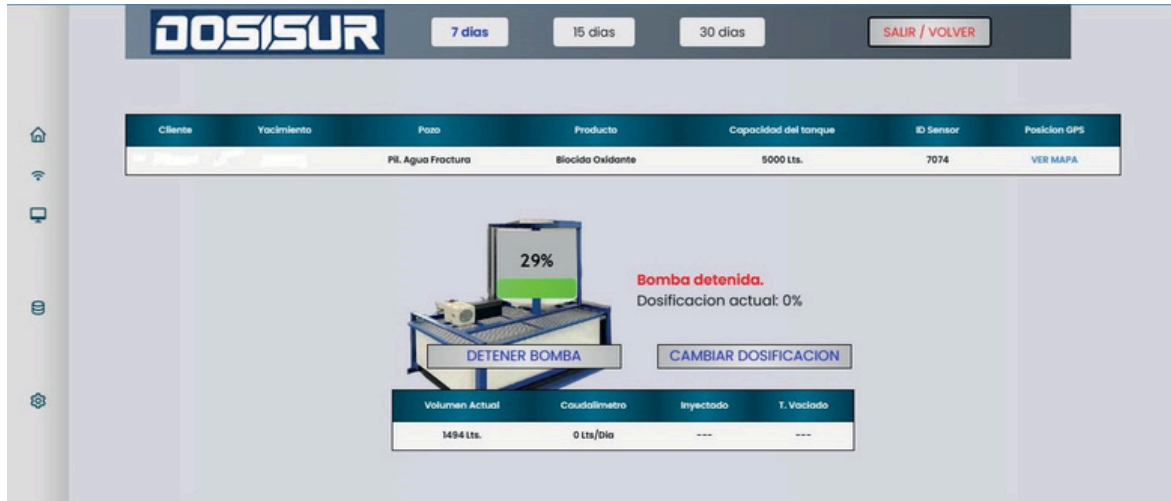 DOSISUR 7 dias 15 dias 30 dias SALIR / VOLVER
Cliente Yacimiento Pozo Producto Capacidad del tanque ID Sensor Posicion GPS
Pil. Agua Fractura Biocida Oxidante 5000 Lts. 7074 VER MAPA
29%
Bomba detenida.
Dosificacion actual: 0%
DETENER BOMBA CAMBIAR DOSIFICACION
Volumen Actual Caudalimetro Inyectado T. Vaciado
1494 Lts. 0 Lts/Dia --- ---